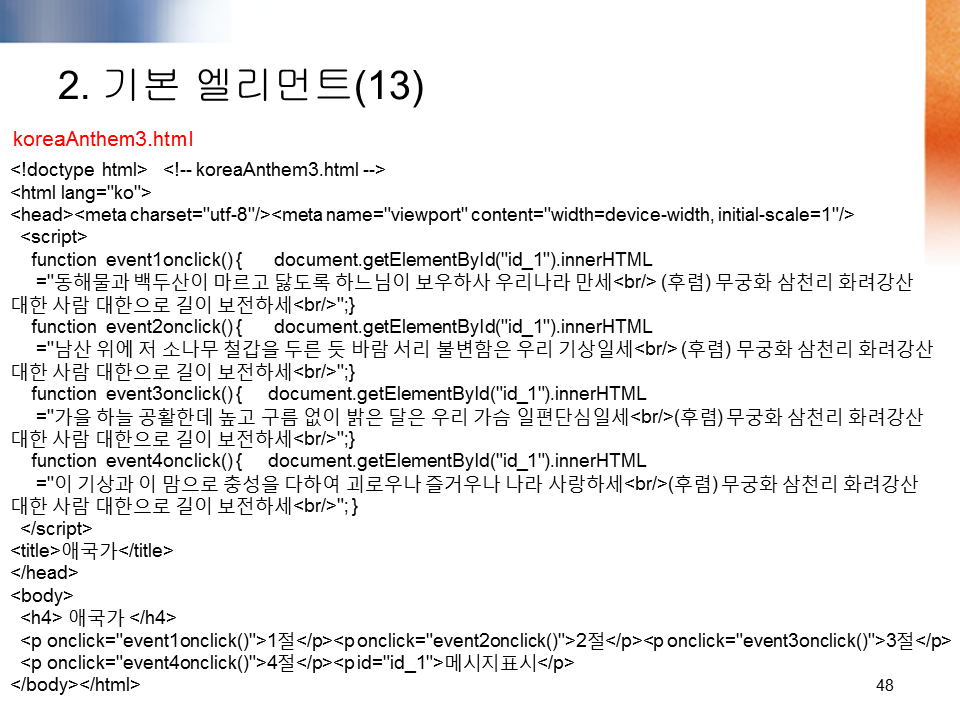 2. 기본 엘리먼트(13)
koreaAnthem3.html
<!doctype html>   <!-- koreaAnthem3.html -->
<html lang="ko">
<head><meta charset="utf-8"/><meta name="viewport" content="width=device-width, initial-scale=1"/>
<script>
function event1onclick() {      document.getElementById("id_1").innerHTML
="동해물과 백두산이 마르고 닳도록 하느님이 보우하사 우리나라 만세<br/> (후렴) 무궁화 삼천리 화려강산
대한 사람 대한으로 길이 보전하세<br/>";}
function event2onclick() {      document.getElementById("id_1").innerHTML
="남산 위에 저 소나무 철갑을 두른 듯 바람 서리 불변함은 우리 기상일세<br/> (후렴) 무궁화 삼천리 화려강산
대한 사람 대한으로 길이 보전하세<br/>";}
function event3onclick() {     document.getElementById("id_1").innerHTML
="가을 하늘 공활한데 높고 구름 없이 밝은 달은 우리 가슴 일편단심일세<br/>(후렴) 무궁화 삼천리 화려강산
대한 사람 대한으로 길이 보전하세<br/>";}
function event4onclick() {     document.getElementById("id_1").innerHTML
="이 기상과 이 맘으로 충성을 다하여 괴로우나 즐거우나 나라 사랑하세<br/>(후렴) 무궁화 삼천리 화려강산
대한 사람 대한으로 길이 보전하세<br/>"; }
</script>
<title>애국가</title>
</head>
<body>
<h4> 애국가 </h4>
<p onclick="event1onclick()">1절</p><p onclick="event2onclick()">2절</p><p onclick="event3onclick()">3절</p>
<p onclick="event4onclick()">4절</p><p id="id_1">메시지표시</p>
</body></html>
48